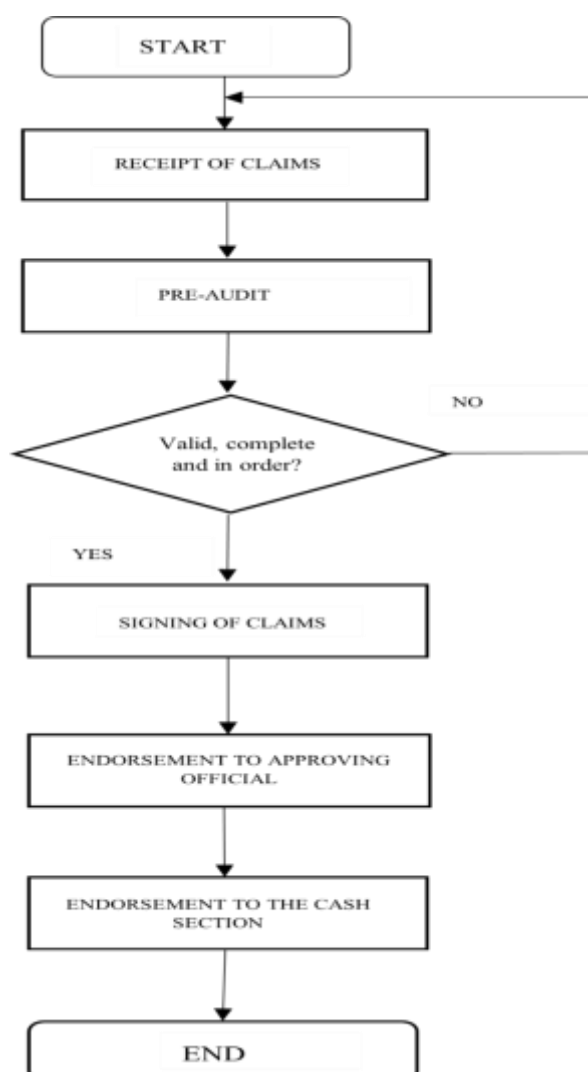 START
RECEIPT OF CLAIMS
PRE-AUDIT
NO
Valid, complete
and in order?
YES
SIGNING OF CLAIMS
ENDORSEMENT TO APPROVING
OFFICIAL
ENDORSEMENT TO THE CASH
SECTION
END